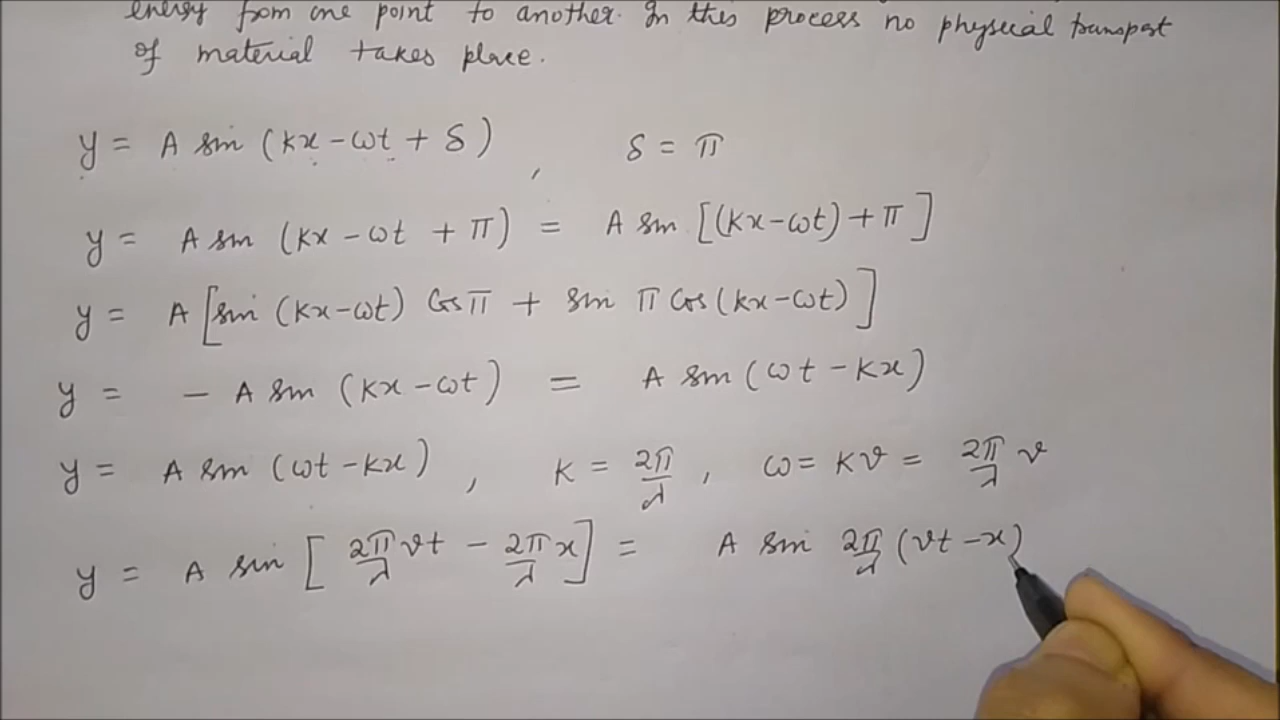 energy from one point to another. In this process no physical transport
of material takes place.
y = A sin (kx - ωt + δ) , δ = π
y = A sin (kx - ωt + π) = A sin [(kx - ωt) + π]
y = A [sin (kx - ωt) Cos π + sin π Cos (kx - ωt)]
y = - A sin (kx - ωt) = A sin (ωt - kx)
y = A sin (ωt - kx) , k = 2π/λ , ω = kv = 2π/λ v
y = A sin [2π/λ vt - 2π/λ x] = A sin 2π/λ (vt - x)